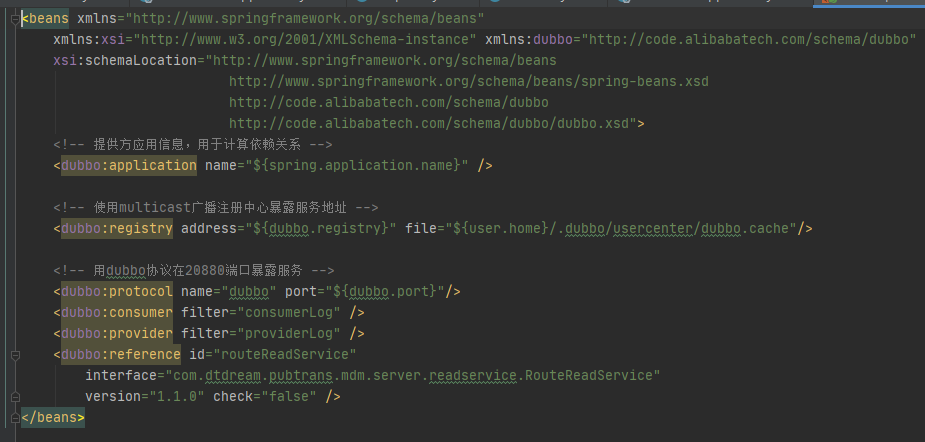 <beans xmlns="http://www.springframework.org/schema/beans"
xmlns:xsi="http://www.w3.org/2001/XMLSchema-instance" xmlns:dubbo="http://code.alibabatech.com/schema/dubbo"
xsi:schemaLocation="http://www.springframework.org/schema/beans
http://www.springframework.org/schema/beans/spring-beans.xsd
http://code.alibabatech.com/schema/dubbo
http://code.alibabatech.com/schema/dubbo/dubbo.xsd">
<!-- 提供方应用信息，用于计算依赖关系 -->
<dubbo:application name="${spring.application.name}" />
<!-- 使用multicast广播注册中心暴露服务地址 -->
<dubbo:registry address="${dubbo.registry}" file="${user.home}/.dubbo/usercenter/dubbo.cache"/>
<!-- 用dubbo协议在20880端口暴露服务 -->
<dubbo:protocol name="dubbo" port="${dubbo.port}"/>
<dubbo:consumer filter="consumerLog" />
<dubbo:provider filter="providerLog" />
<dubbo:reference id="routeReadService"
interface="com.dtdream.pubtrans.mdm.server.readservice.RouteReadService"
version="1.1.0" check="false" />
</beans>